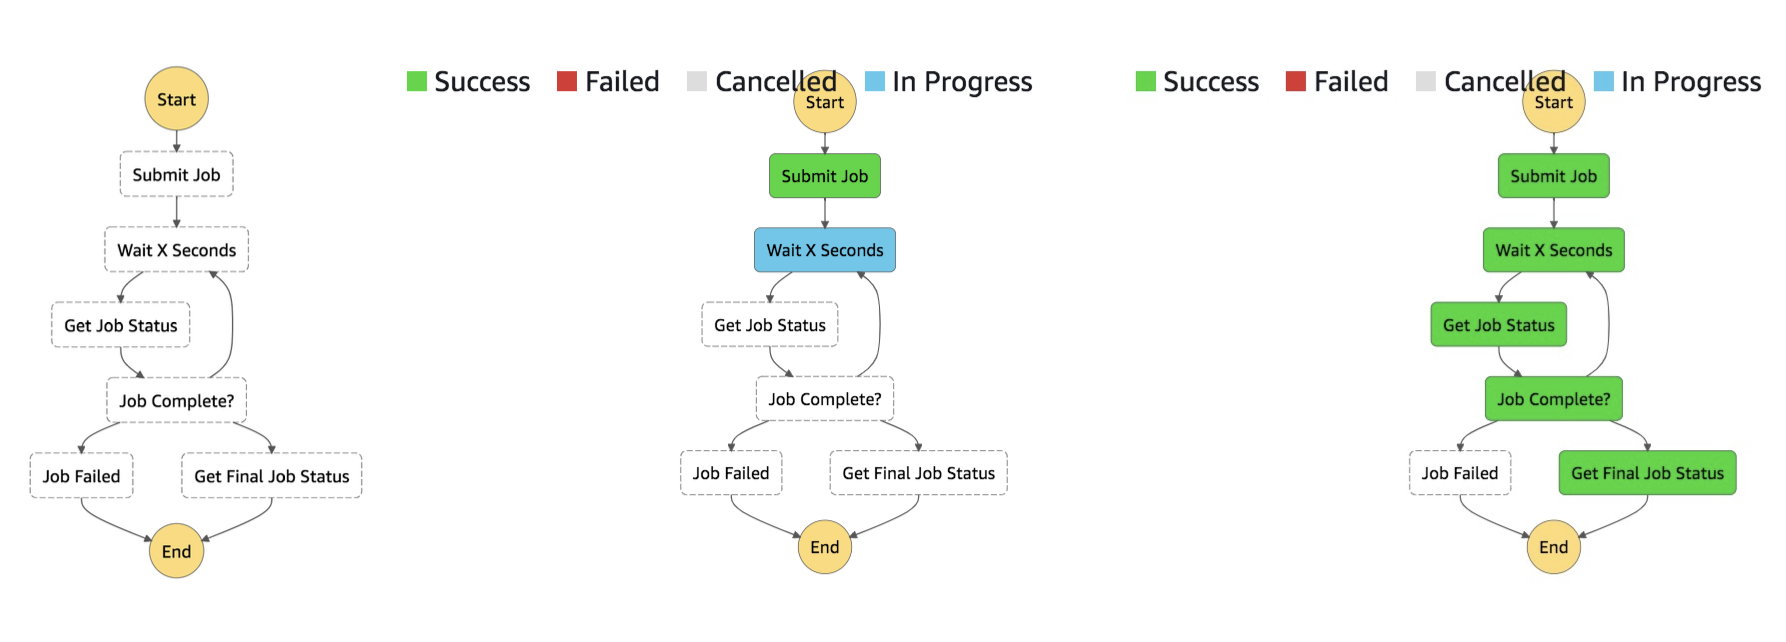 Start
Submit Job
Wait X Seconds
Get Job Status
Job Complete?
Job Failed
Get Final Job Status
End
Success
Failed
Cancelled
In Progress
Start
Submit Job
Wait X Seconds
Get Job Status
Job Complete?
Job Failed
Get Final Job Status
End
Success
Failed
Cancelled
In Progress
Start
Submit Job
Wait X Seconds
Get Job Status
Job Complete?
Job Failed
Get Final Job Status
End